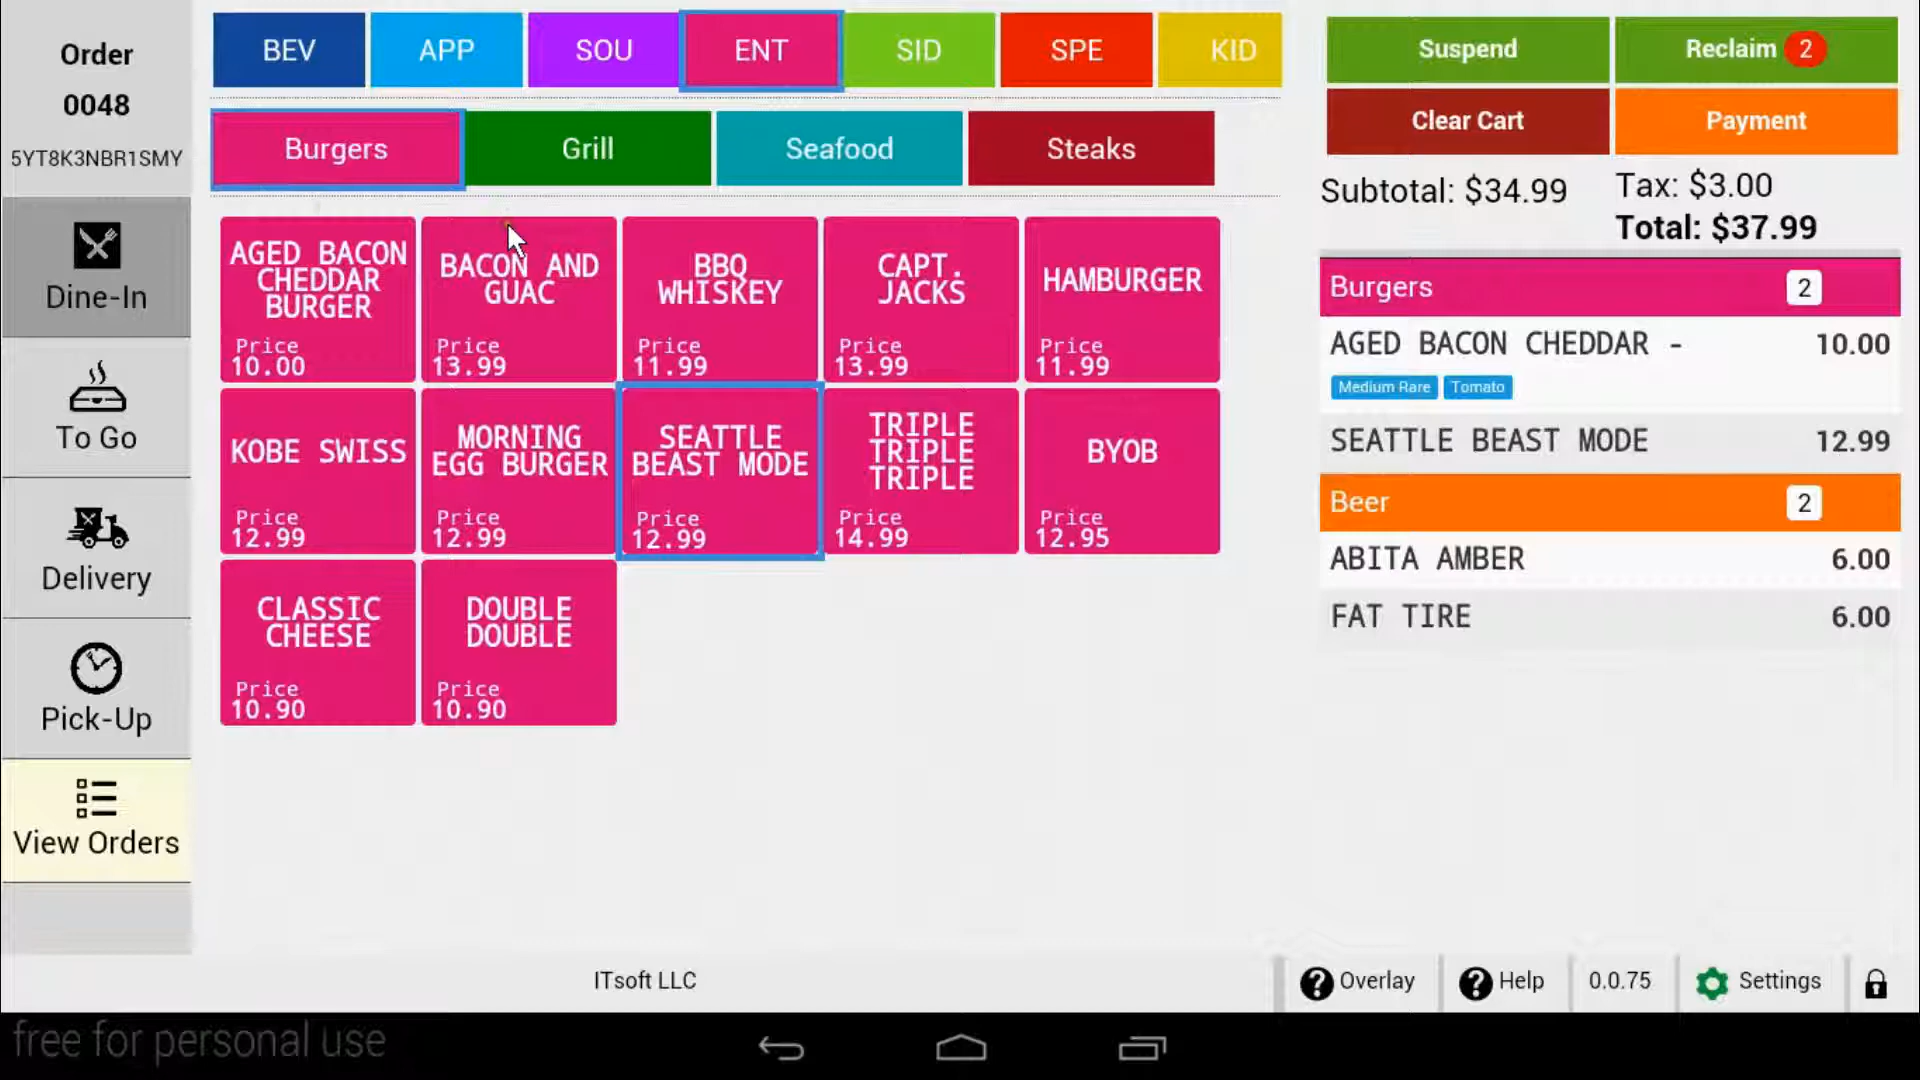 Order
0048
5YT8K3NBR1SMY
Dine-In
To Go
Delivery
Pick-Up
View Orders
BEV
APP
SOU
ENT
SID
SPE
KID
Burgers
Grill
Seafood
Steaks
AGED BACON
CHEDDAR
BURGER
Price
10.00
BACON AND
GUAC
Price
13.99
BBQ
WHISKEY
Price
11.99
CAPT.
JACKS
Price
13.99
HAMBURGER
Price
11.99
KOBE SWISS
Price
12.99
MORNING
EGG BURGER
Price
12.99
SEATTLE
BEAST MODE
Price
12.99
TRIPLE
TRIPLE
TRIPLE
Price
14.99
BYOB
Price
12.95
CLASSIC
CHEESE
Price
10.90
DOUBLE
DOUBLE
Price
10.90
Suspend
Reclaim 2
Clear Cart
Payment
Subtotal: $34.99
Tax: $3.00
Total: $37.99
Burgers 2
AGED BACON CHEDDAR - 10.00
Medium Rare Tomato
SEATTLE BEAST MODE 12.99
Beer 2
ABITA AMBER 6.00
FAT TIRE 6.00
ITsoft LLC
? Overlay
? Help
0.0.75
Settings
free for personal use